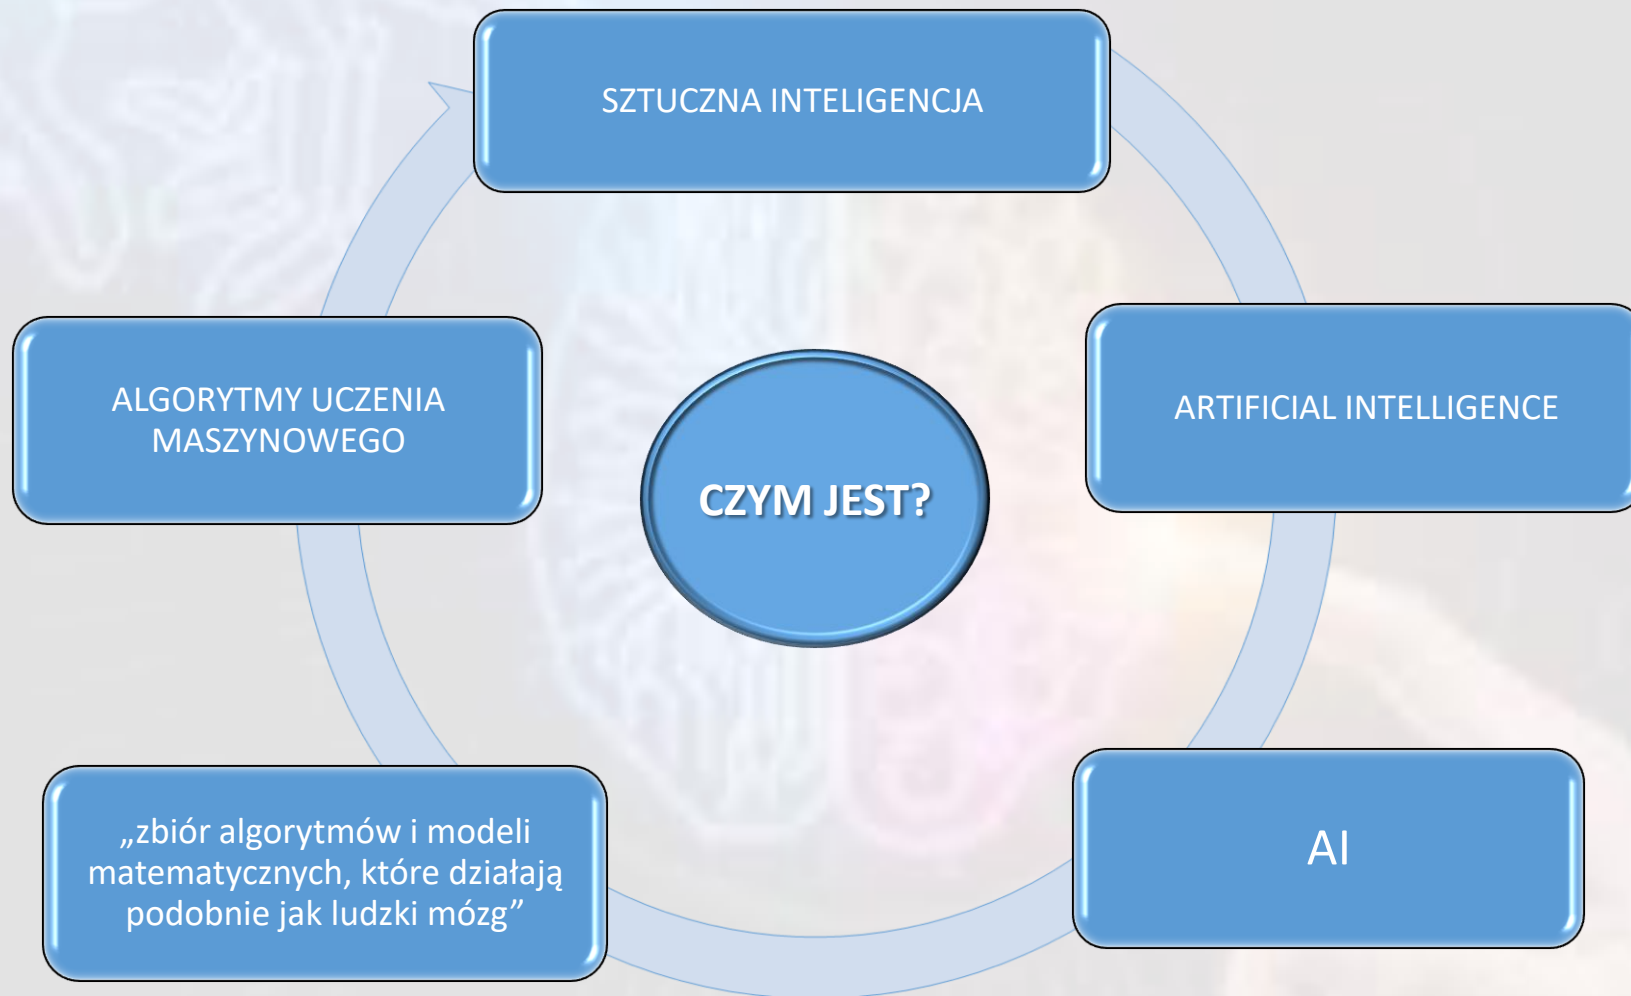 SZTUCZNA INTELIGENCJA
ARTIFICIAL INTELLIGENCE
AI
„zbiór algorytmów i modeli
matematycznych, które działają
podobnie jak ludzki mózg”
ALGORYTMY UCZENIA
MASZYNOWEGO
CZYM JEST?